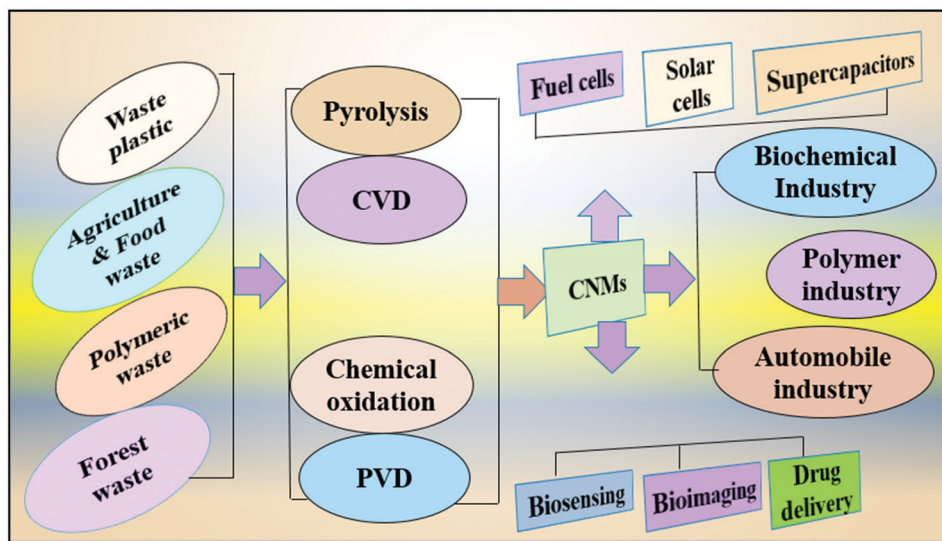 Waste
plastic
Agriculture
& Food
waste
Polymeric
waste
Forest
waste
Pyrolysis
CVD
Chemical
oxidation
PVD
CNMs
Fuel cells
Solar
cells
Supercapacitors
Biochemical
Industry
Polymer
industry
Automobile
industry
Biosensing
Bioimaging
Drug
delivery